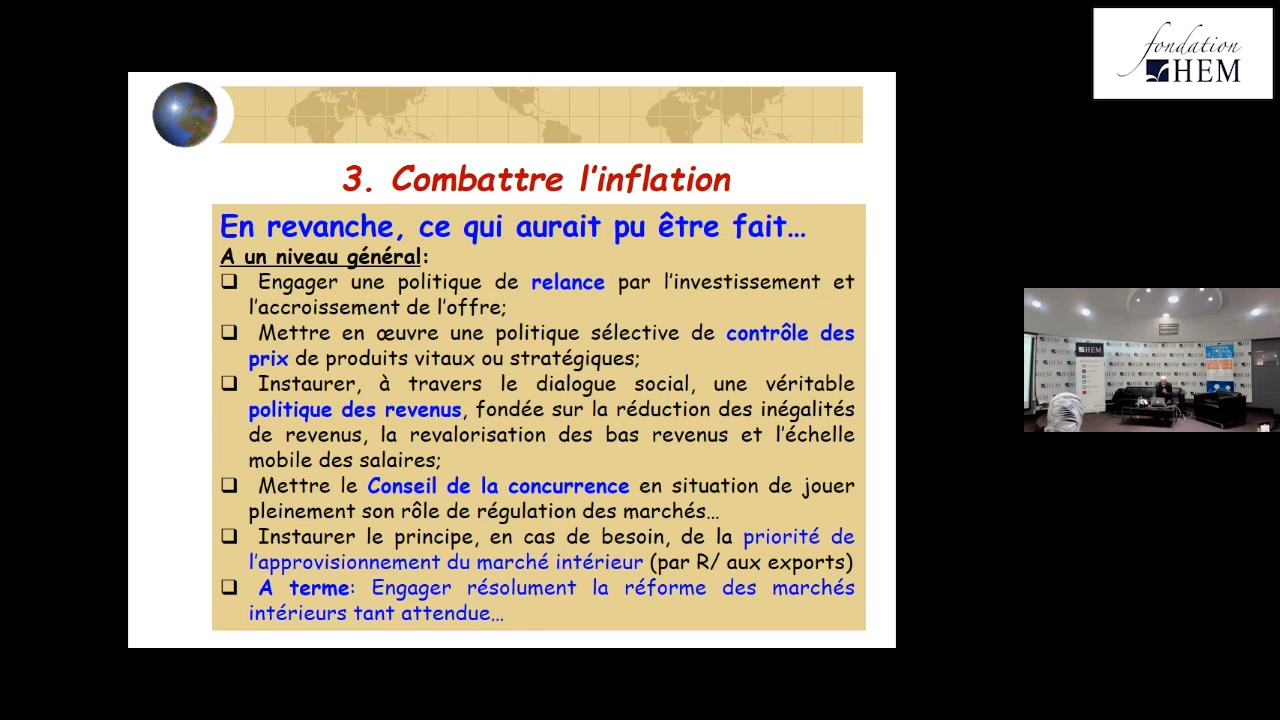 fondation
HEM
3. Combattre l'inflation
En revanche, ce qui aurait pu être fait…
A un niveau général:
❑ Engager une politique de relance par l'investissement et
l'accroissement de l'offre;
❑ Mettre en œuvre une politique sélective de contrôle des
prix de produits vitaux ou stratégiques;
❑ Instaurer, à travers le dialogue social, une véritable
politique des revenus, fondée sur la réduction des inégalités
de revenus, la revalorisation des bas revenus et l'échelle
mobile des salaires;
❑ Mettre le Conseil de la concurrence en situation de jouer
pleinement son rôle de régulation des marchés…
❑ Instaurer le principe, en cas de besoin, de la priorité de
l'approvisionnement du marché intérieur (par R/ aux exports)
❑ A terme: Engager résolument la réforme des marchés
intérieurs tant attendue…
HEM